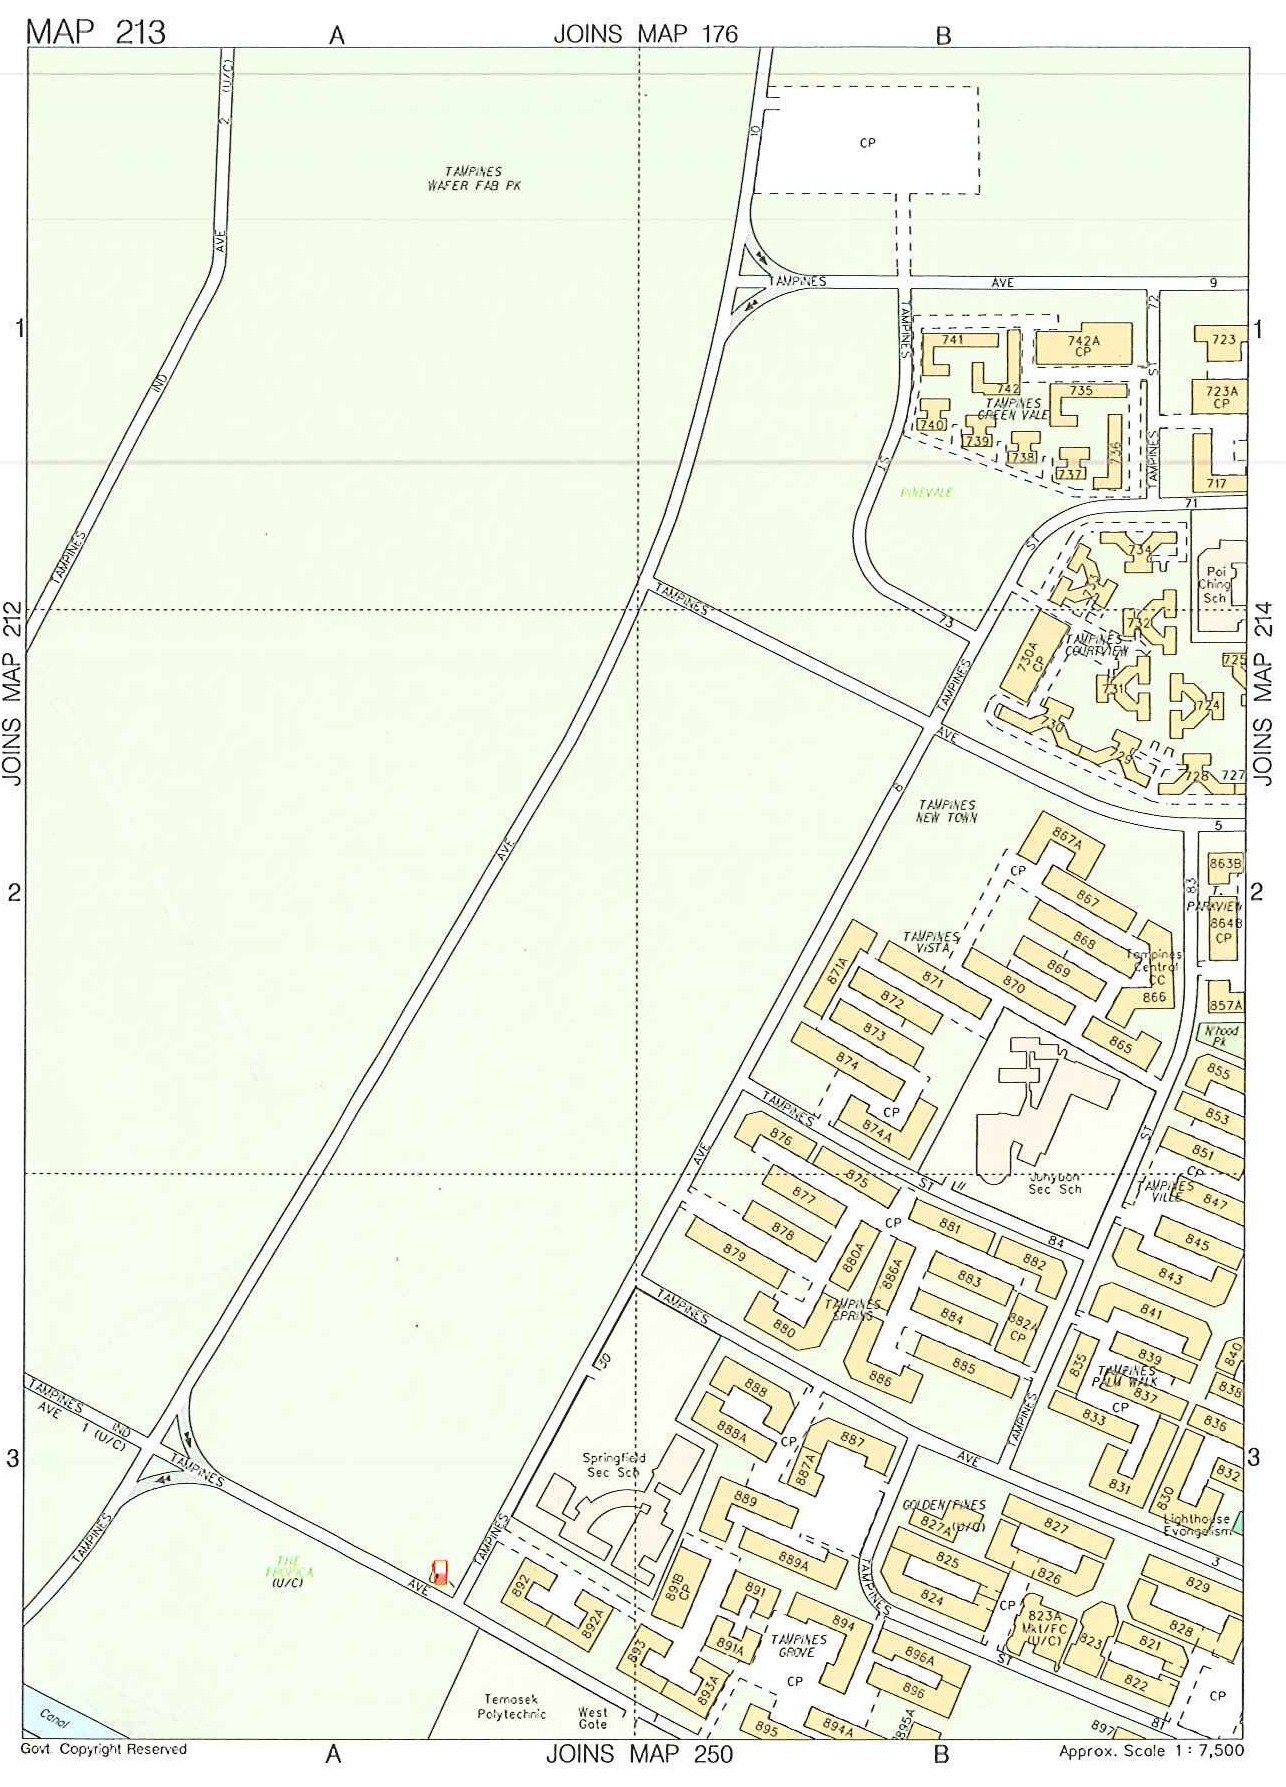 MAP 213
A
JOINS MAP 176
B
2 (U/C)
10
CP
TAMPINES
WAFER FAB PK
AVE
TAMPINES
AVE
9
1
1
TAMPINES
72
741
742A
CP
723
IND
ST
742
735
723A
CP
TAMPINES
GREEN VALE
740
739
738
737
736
TAMPINES
717
ST
PINEVALE
71
ST
TAMPINES
734
733
Poi
Ching
Sch
TAMPINES
JOINS MAP 212
JOINS MAP 214
73
732
TAMPINES
COURTVIEW
730A
CP
725
TAMPINES
731
724
730
AVE
729
728
727
TAMPINES
NEW TOWN
5
867A
AVE
863B
CP
2
2
83
867
T.
PARKVIEW
864B
CP
868
TAMPINES
VISTA
Tampines
Central
CC
871A
871
869
870
866
872
857A
873
865
N'hood
Pk
874
855
TAMPINES
CP
853
874A
876
ST
851
AVE
875
ST
Junyuan
Sec Sch
CP
TAMPINES
VILLE
877
847
CP
881
878
84
845
879
880A
886A
882
883
843
TAMPINES
TAMPINES
SPRING
884
882A
CP
841
880
885
839
840
30
835
TAMPINES
PALM WALK
886
888
838
TAMPINES
AVE
IND
1 (U/C)
837
CP
833
836
888A
CP
887
TAMPINES
3
3
Springfield
Sec Sch
887A
AVE
TAMPINES
831
832
830
889
GOLDEN PINES
(U/C)
827A
827
Lighthouse
Evangelism
TAMPINES
TAMPINES
889A
825
3
THE
TROPICA
(U/C)
AVE
TAMPINES
826
829
892
891B
CP
891
824
CP
892A
894
823A
Mkt/FC
(U/C)
828
TAMPINES
GROVE
893
891A
823
821
896A
ST
CP
893A
896
822
CP
Temasek
Polytechnic
West
Gate
Canal
895
894A
895A
897
81
Govt. Copyright Reserved
A
JOINS MAP 250
B
Approx. Scale 1 : 7,500